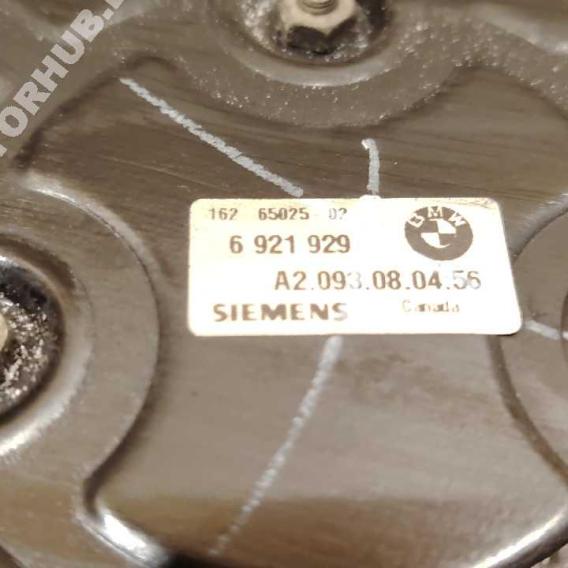 162 65025 02
6 921 929
BMW
A2.093.08.04.56
SIEMENS Canada